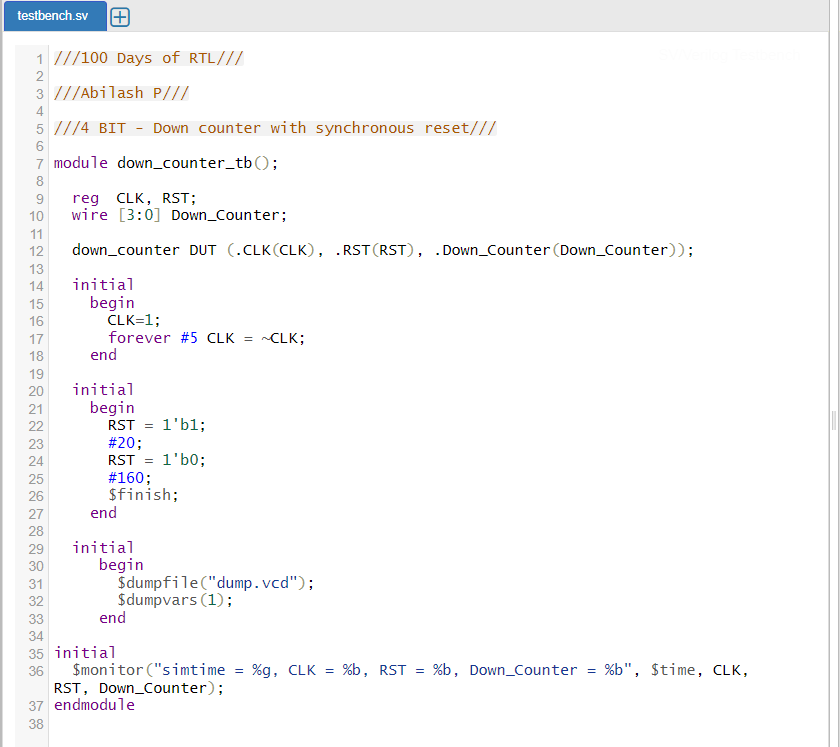 testbench.sv
1 ///100 Days of RTL///
2
3 ///Abilash P///
4
5 ///4 BIT - Down counter with synchronous reset///
6
7 module down_counter_tb();
8
9 reg  CLK, RST;
10 wire [3:0] Down_Counter;
11
12 down_counter DUT (.CLK(CLK), .RST(RST), .Down_Counter(Down_Counter));
13
14 initial
15 begin
16 CLK=1;
17 forever #5 CLK = ~CLK;
18 end
19
20 initial
21 begin
22 RST = 1'b1;
23 #20;
24 RST = 1'b0;
25 #160;
26 $finish;
27 end
28
29 initial
30 begin
31 $dumpfile("dump.vcd");
32 $dumpvars(1);
33 end
34
35 initial
36 $monitor("simtime = %g, CLK = %b, RST = %b, Down_Counter = %b", $time, CLK,
RST, Down_Counter);
37 endmodule
38